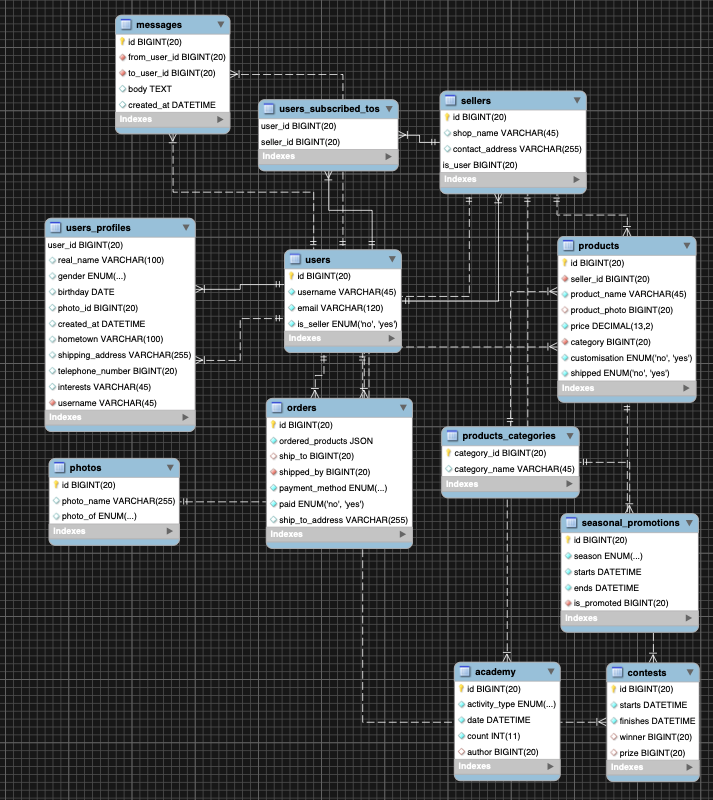 messages
id BIGINT(20)
from_user_id BIGINT(20)
to_user_id BIGINT(20)
body TEXT
created_at DATETIME
Indexes
users_subscribed_tos
user_id BIGINT(20)
seller_id BIGINT(20)
Indexes
sellers
id BIGINT(20)
shop_name VARCHAR(45)
contact_address VARCHAR(255)
is_user BIGINT(20)
Indexes
users_profiles
user_id BIGINT(20)
real_name VARCHAR(100)
gender ENUM(...)
birthday DATE
photo_id BIGINT(20)
created_at DATETIME
hometown VARCHAR(100)
shipping_address VARCHAR(255)
telephone_number BIGINT(20)
interests VARCHAR(45)
username VARCHAR(45)
Indexes
users
id BIGINT(20)
username VARCHAR(45)
email VARCHAR(120)
is_seller ENUM('no', 'yes')
Indexes
products
id BIGINT(20)
seller_id BIGINT(20)
product_name VARCHAR(45)
product_photo BIGINT(20)
price DECIMAL(13,2)
category BIGINT(20)
customisation ENUM('no', 'yes')
shipped ENUM('no', 'yes')
Indexes
orders
id BIGINT(20)
ordered_products JSON
ship_to BIGINT(20)
shipped_by BIGINT(20)
payment_method ENUM(...)
paid ENUM('no', 'yes')
ship_to_address VARCHAR(255)
Indexes
products_categories
category_id BIGINT(20)
category_name VARCHAR(45)
Indexes
photos
id BIGINT(20)
photo_name VARCHAR(255)
photo_of ENUM(...)
Indexes
seasonal_promotions
id BIGINT(20)
season ENUM(...)
starts DATETIME
ends DATETIME
is_promoted BIGINT(20)
Indexes
academy
id BIGINT(20)
activity_type ENUM(...)
date DATETIME
count INT(11)
author BIGINT(20)
Indexes
contests
id BIGINT(20)
starts DATETIME
finishes DATETIME
winner BIGINT(20)
prize BIGINT(20)
Indexes